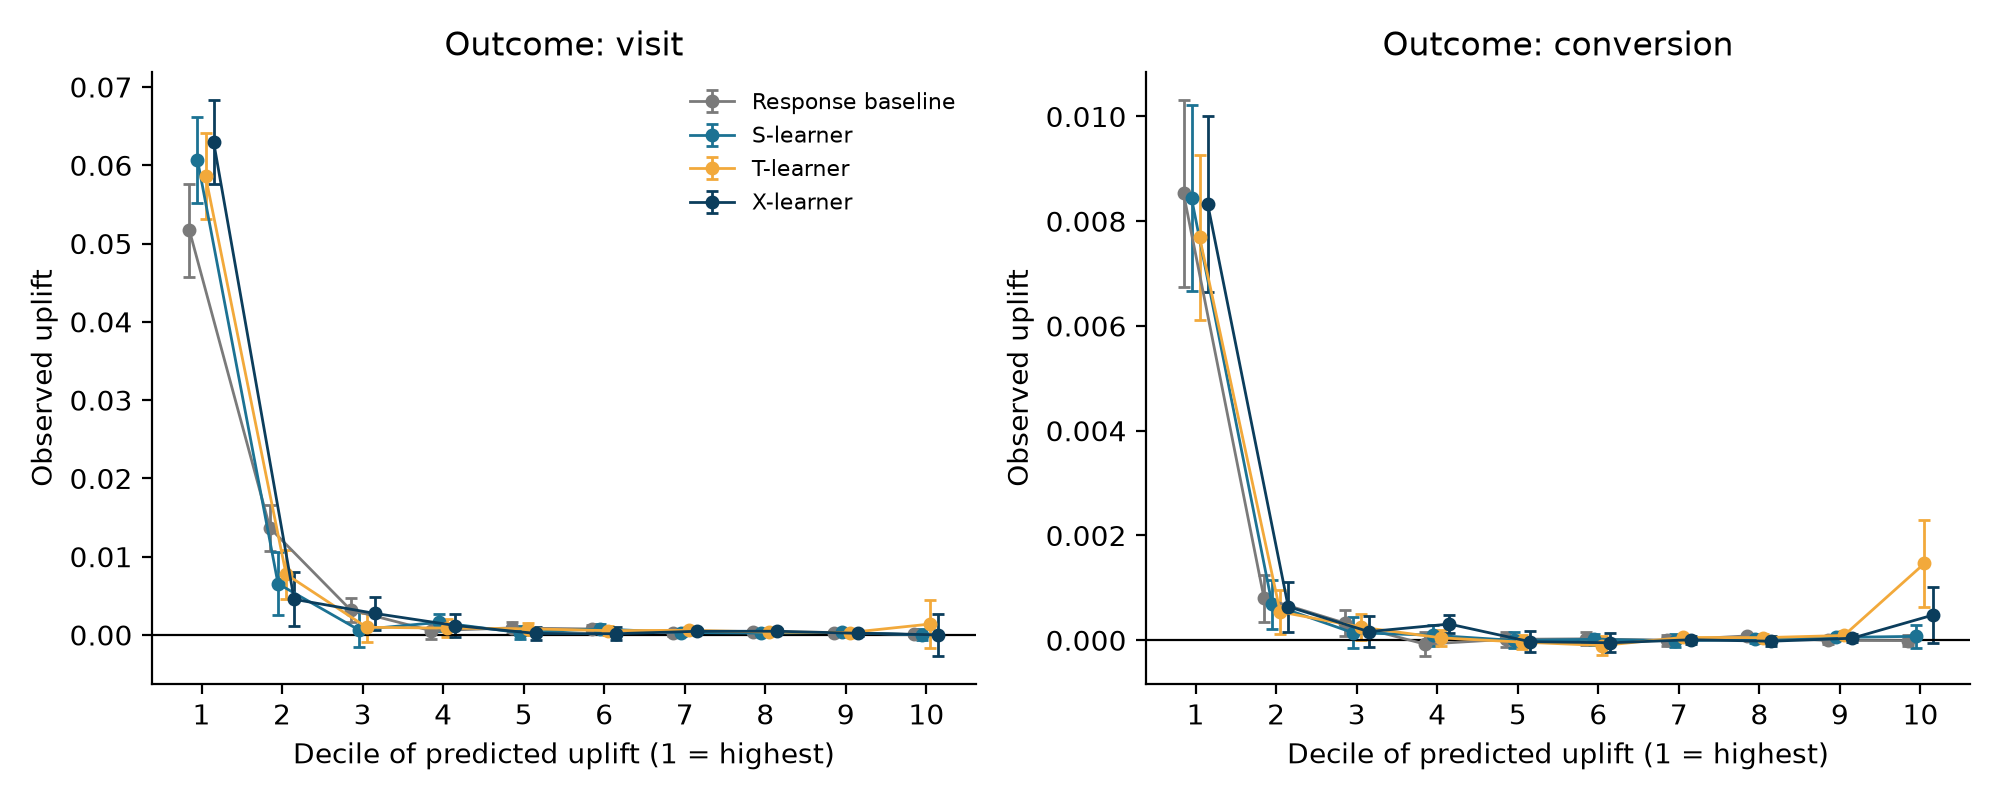 Outcome: visit
0.07
0.06
0.05
0.04
0.03
0.02
0.01
0.00
Observed uplift
Response baseline
S-learner
T-learner
X-learner
1 2 3 4 5 6 7 8 9 10
Decile of predicted uplift (1 = highest)
Outcome: conversion
0.010
0.008
0.006
0.004
0.002
0.000
Observed uplift
1 2 3 4 5 6 7 8 9 10
Decile of predicted uplift (1 = highest)